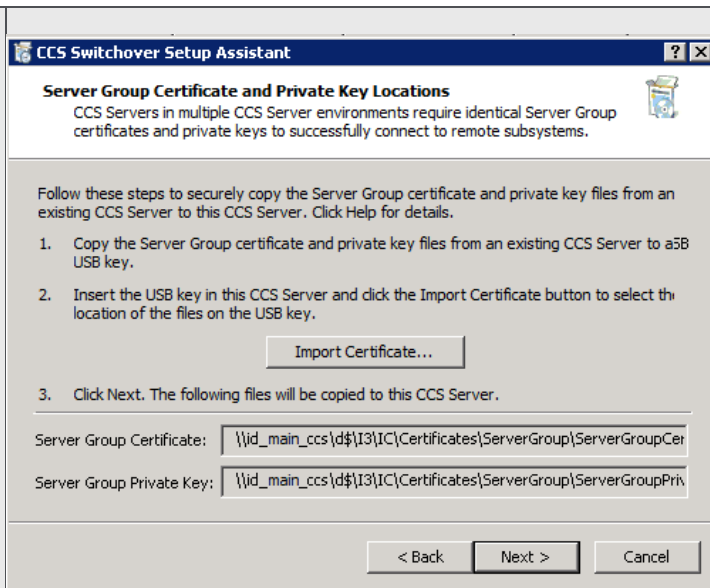 CCS Switchover Setup Assistant
Server Group Certificate and Private Key Locations
CCS Servers in multiple CCS Server environments require identical Server Group
certificates and private keys to successfully connect to remote subsystems.
Follow these steps to securely copy the Server Group certificate and private key files from an
existing CCS Server to this CCS Server. Click Help for details.
1. Copy the Server Group certificate and private key files from an existing CCS Server to a
USB key.
2. Insert the USB key in this CCS Server and click the Import Certificate button to select the
location of the files on the USB key.
Import Certificate...
3. Click Next. The following files will be copied to this CCS Server.
Server Group Certificate: \\id_main_ccs\d$\I3\IC\Certificates\ServerGroup\ServerGroupCer
Server Group Private Key: \\id_main_ccs\d$\I3\IC\Certificates\ServerGroup\ServerGroupPriv
< Back Next > Cancel